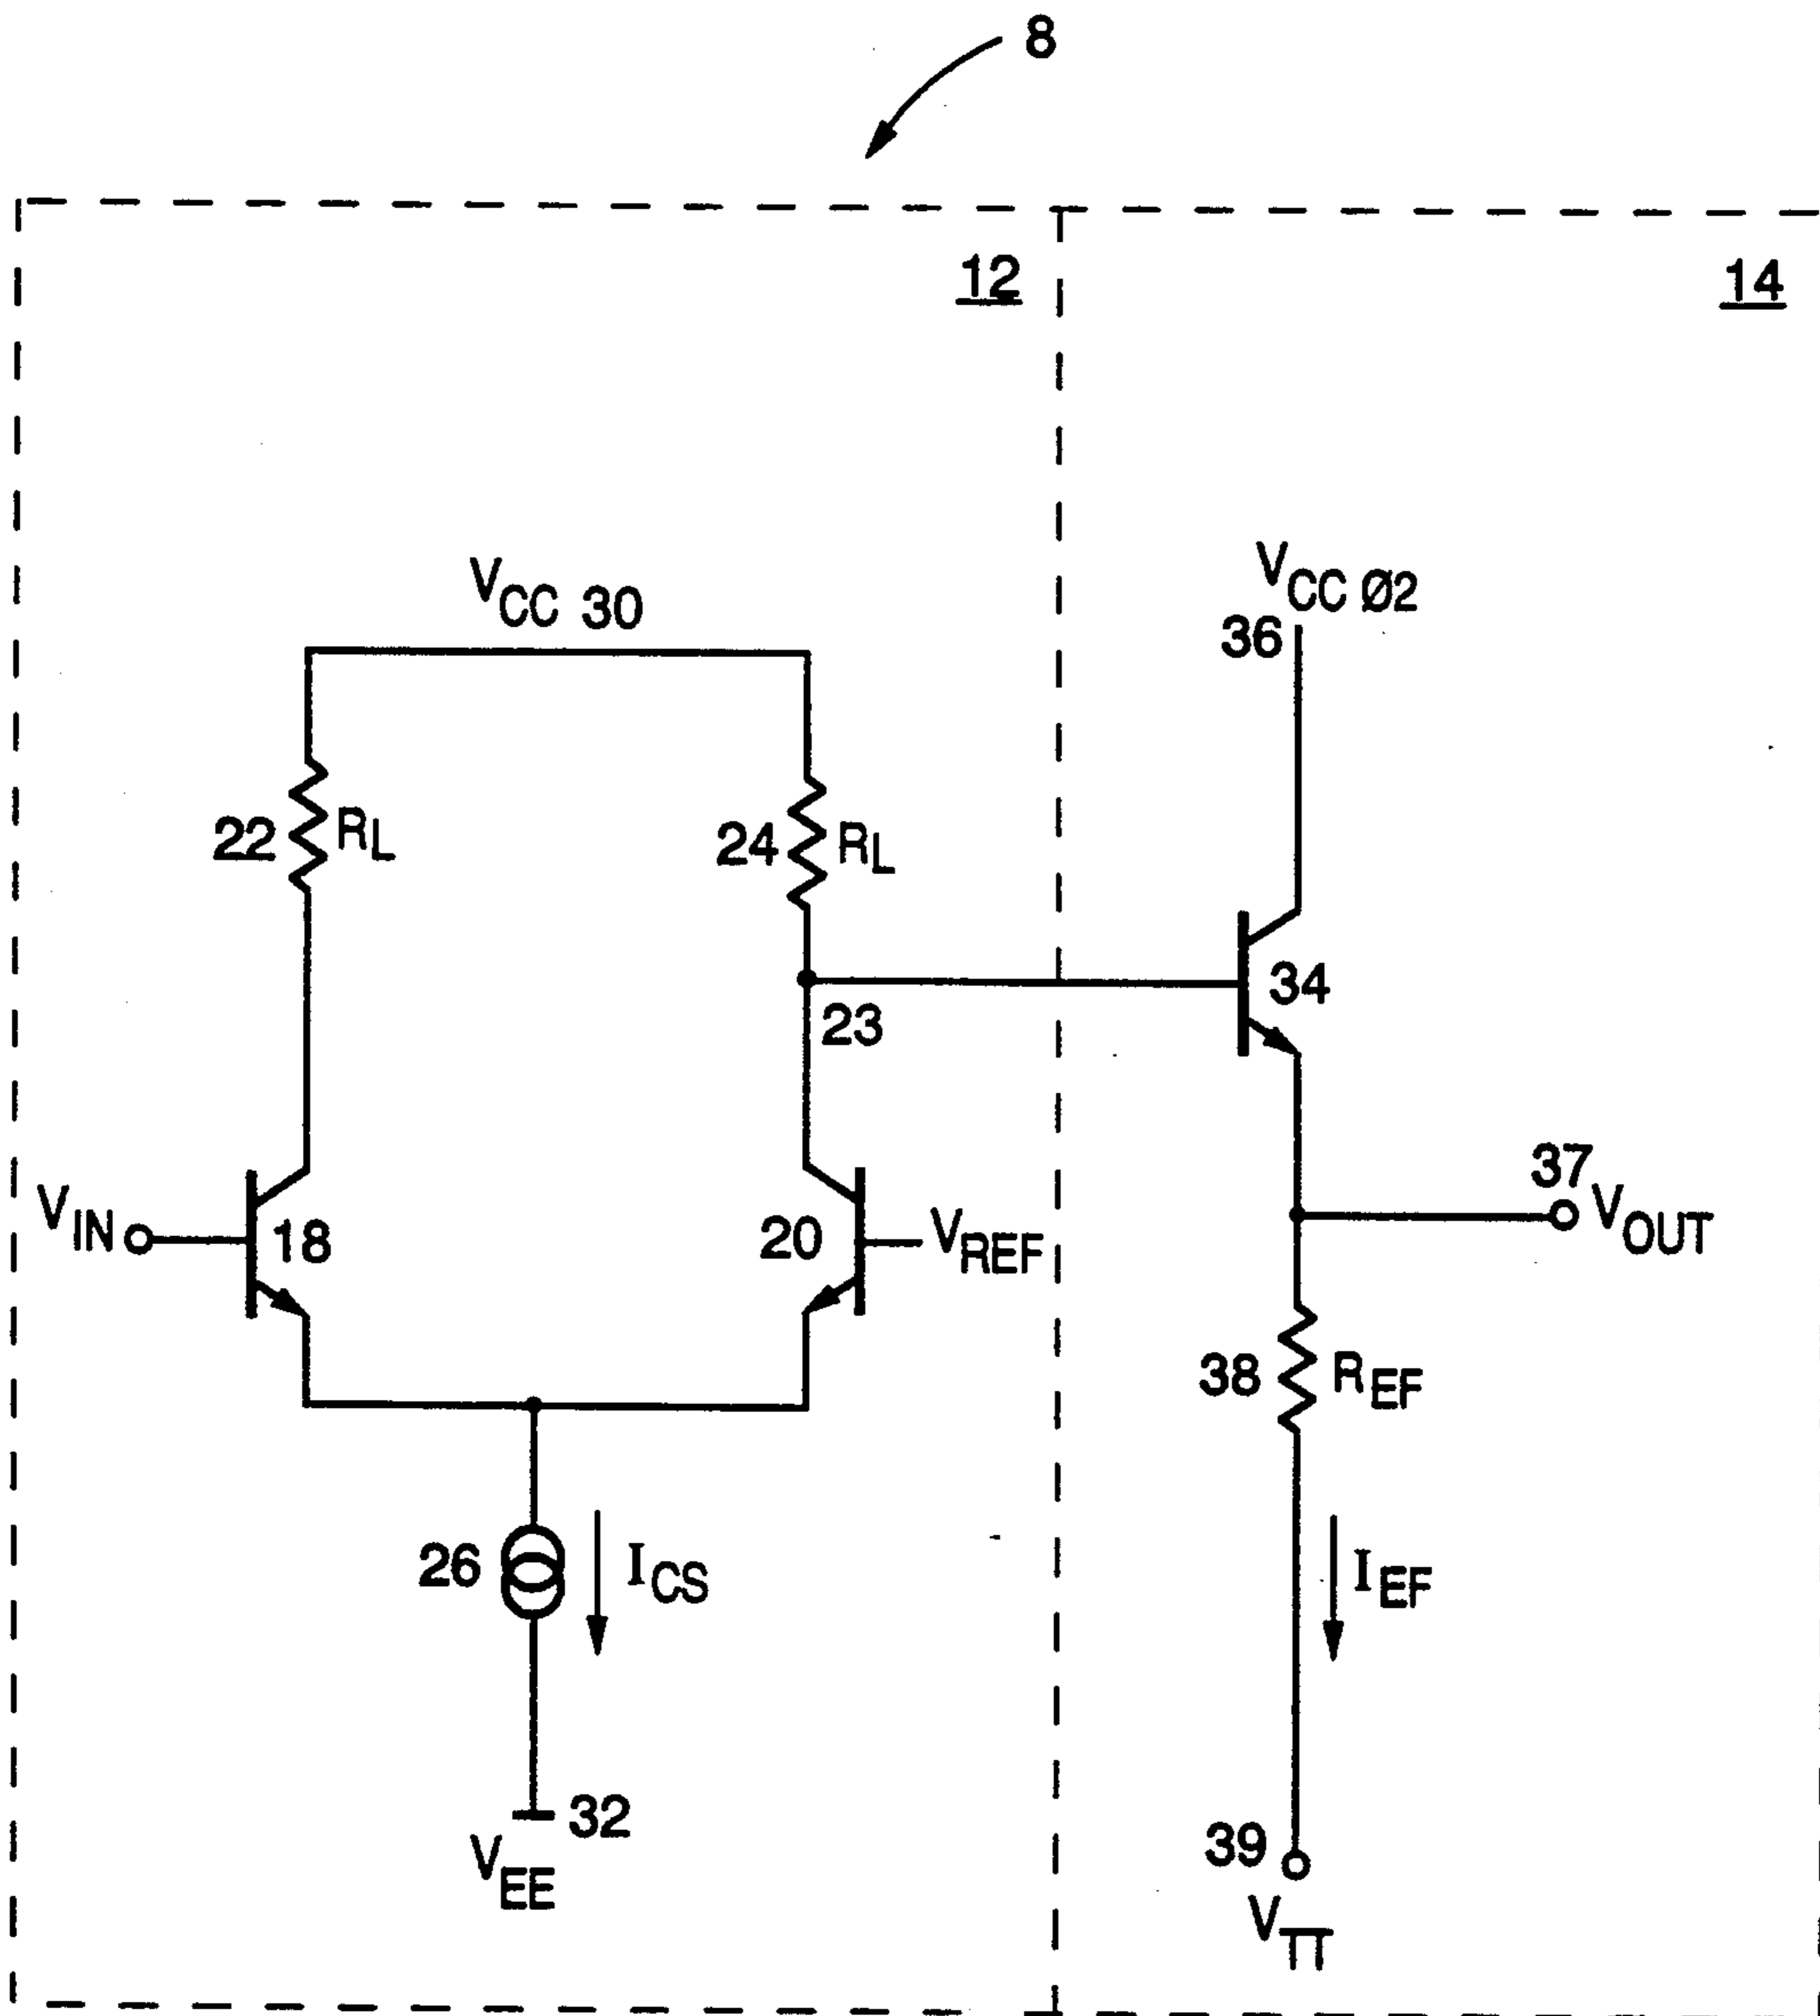 8
12
14
VCC 30
VCC Ø2
36
22 RL
24 RL
34
23
37
VIN
18
20
VREF
VOUT
38 REF
26 ICS
IEF
32
VEE
39
VTT